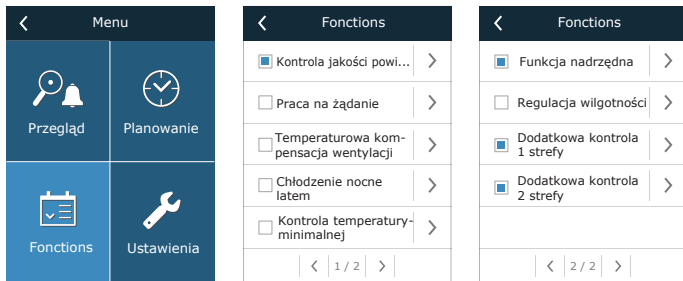 Menu
Przegląd
Planowanie
Fonctions
Ustawienia
Fonctions
Kontrola jakości powi...
Praca na żądanie
Temperaturowa kom-
pensacja wentylacji
Chłodzenie nocne
latem
Kontrola temperatury-
minimalnej
1 / 2
Fonctions
Funkcja nadrzędna
Regulacja wilgotności
Dodatkowa kontrola
1 strefy
Dodatkowa kontrola
2 strefy
2 / 2